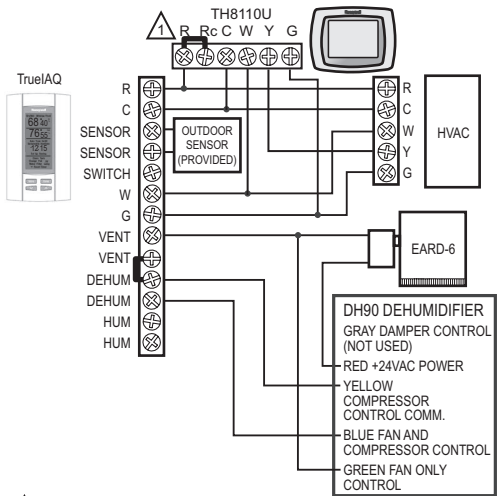 TH8110U
1
R Rc C W Y G
TrueIAQ
R
C
SENSOR
SENSOR
SWITCH
W
G
VENT
VENT
DEHUM
DEHUM
HUM
HUM
OUTDOOR
SENSOR
(PROVIDED)
R
C
W
Y
G
HVAC
EARD-6
DH90 DEHUMIDIFIER
GRAY DAMPER CONTROL
(NOT USED)
RED +24VAC POWER
YELLOW
COMPRESSOR
CONTROL COMM.
BLUE FAN AND
COMPRESSOR CONTROL
GREEN FAN ONLY
CONTROL